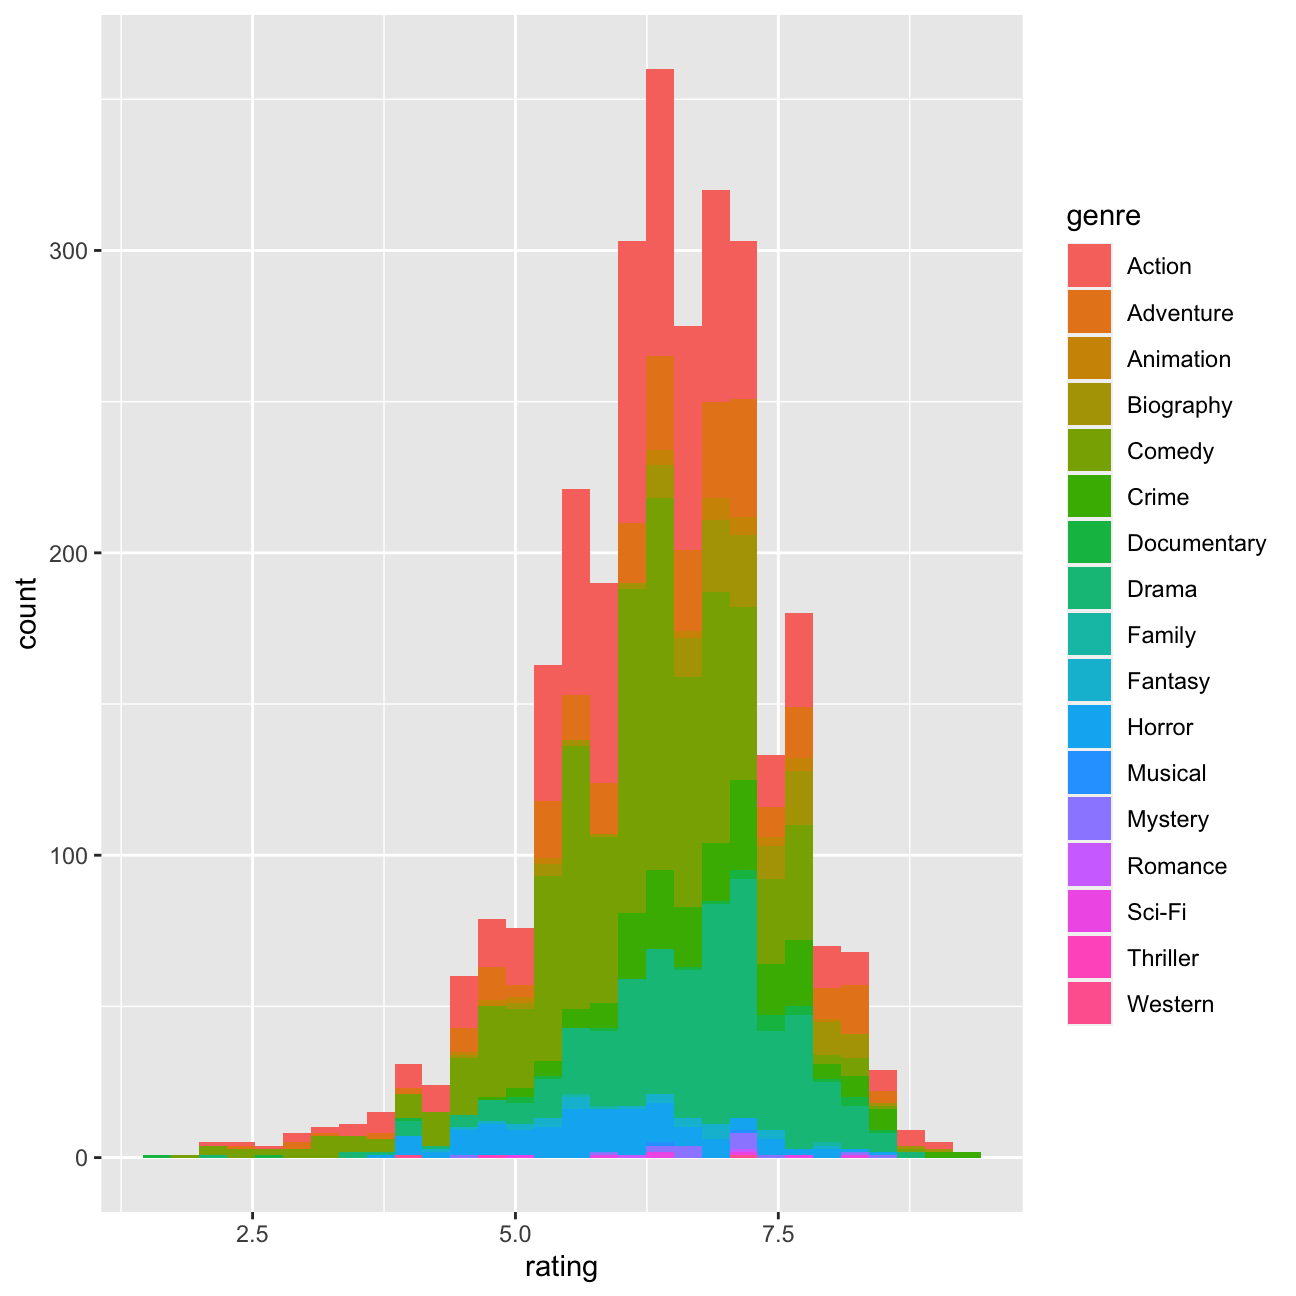 count
300
200
100
0
2.5
5.0
7.5
rating
genre
Action
Adventure
Animation
Biography
Comedy
Crime
Documentary
Drama
Family
Fantasy
Horror
Musical
Mystery
Romance
Sci-Fi
Thriller
Western